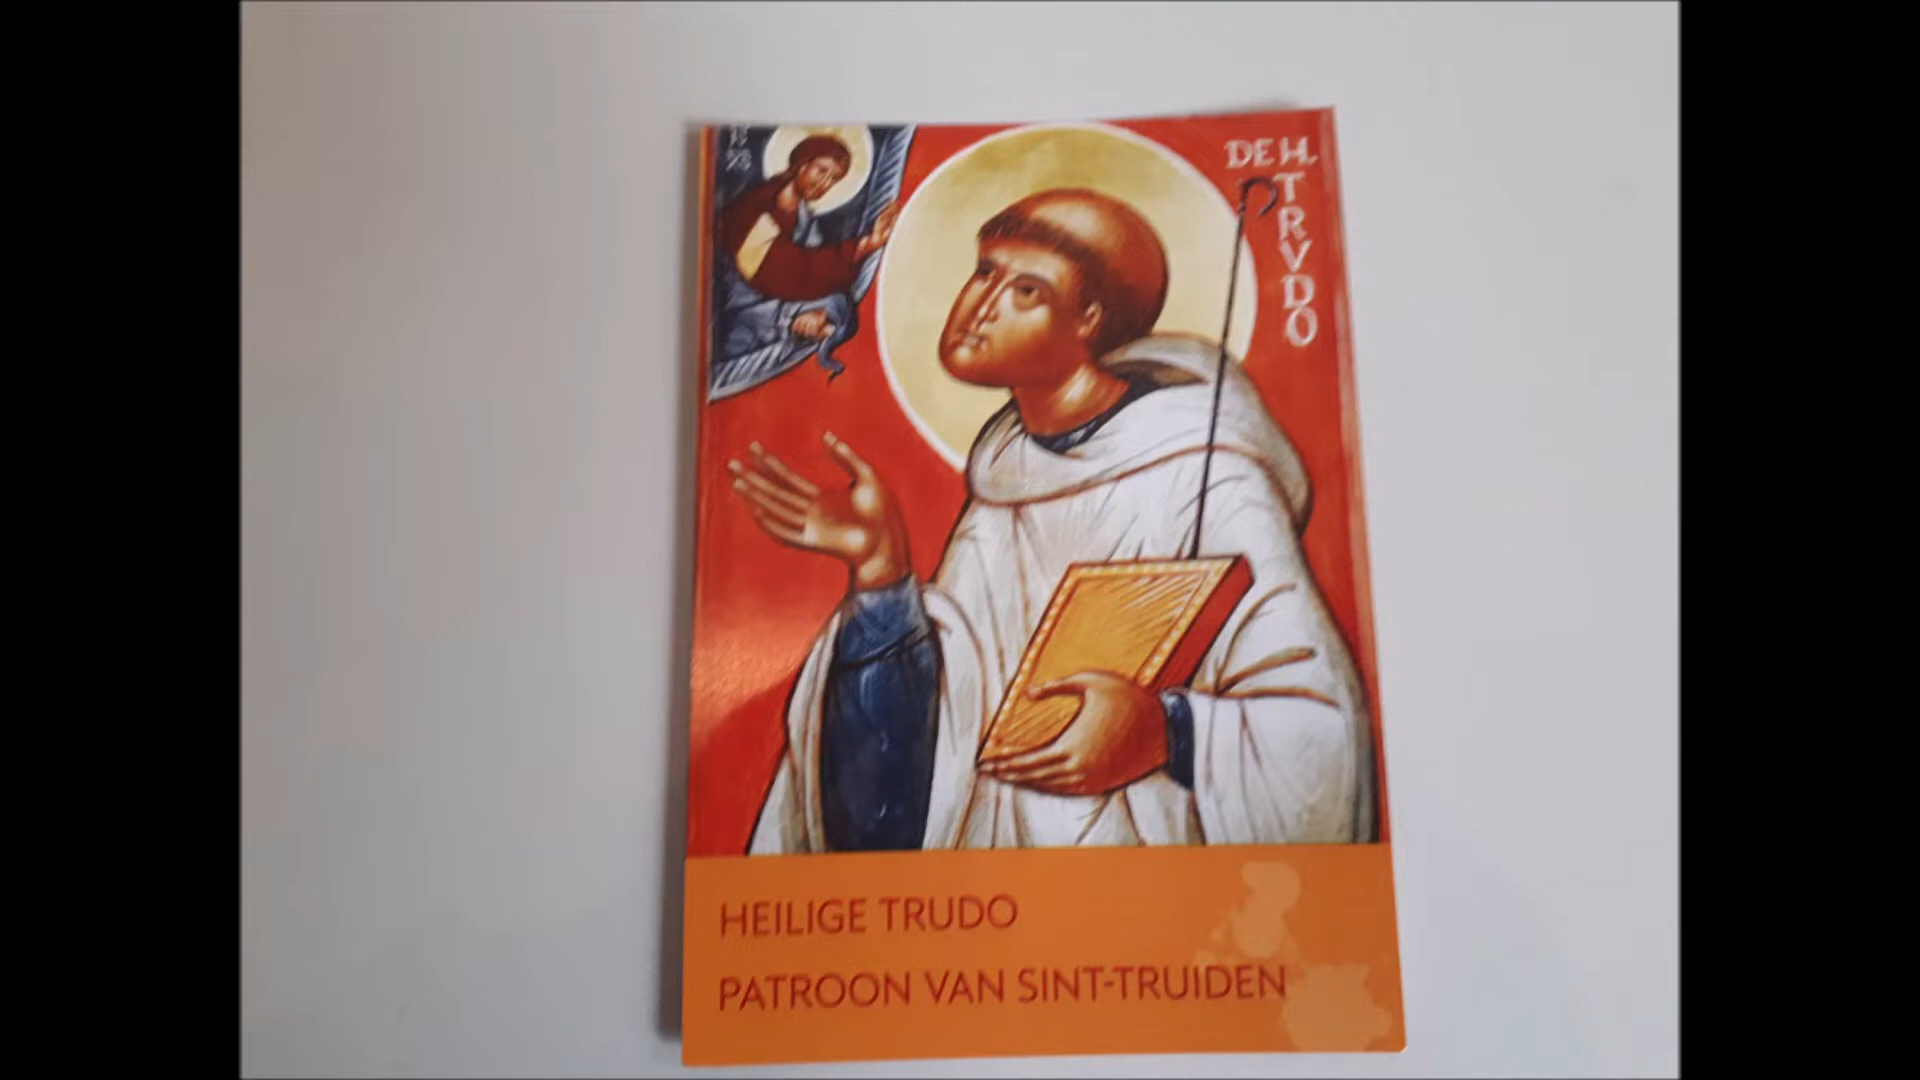 DE H.
TRVDO
HEILIGE TRUDO
PATROON VAN SINT-TRUIDEN